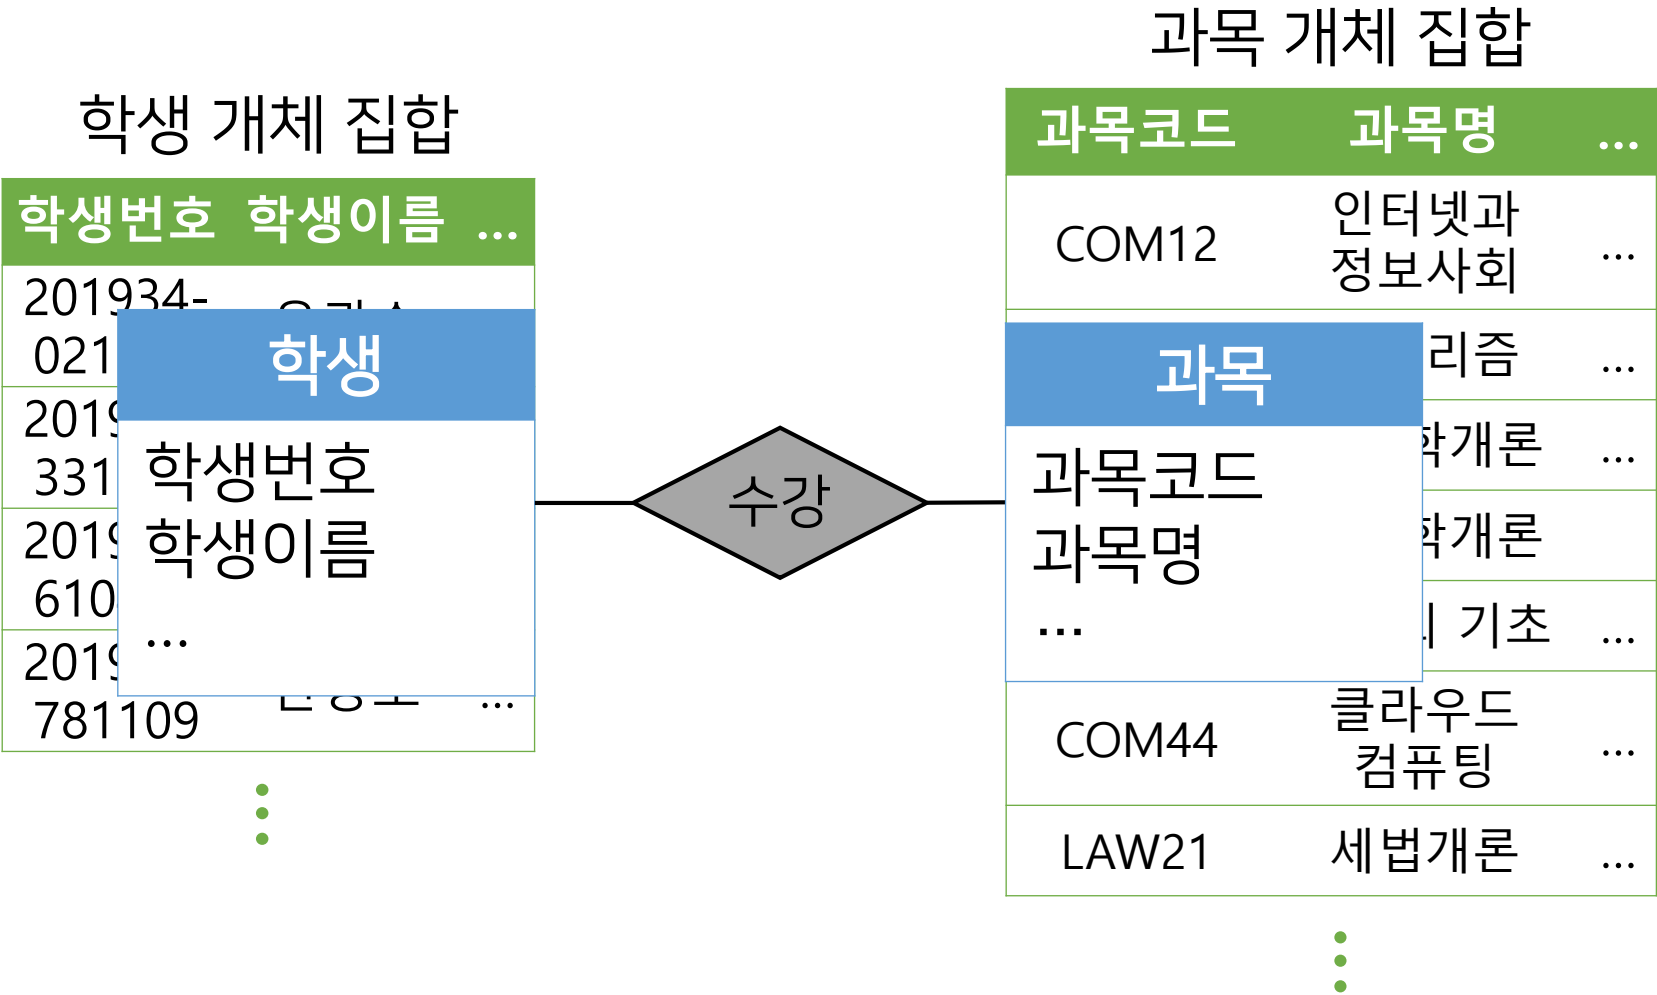 학생 개체 집합
학생번호 학생이름 ...
201934-
021
201
331
201
610
201
781109 ...
학생
학생번호
학생이름
...
수강
과목 개체 집합
과목코드 과목명 ...
COM12 인터넷과 정보사회 ...
리즘 ...
개론 ...
개론
기초 ...
COM44 클라우드 컴퓨팅 ...
LAW21 세법개론 ...
과목
과목코드
과목명
...